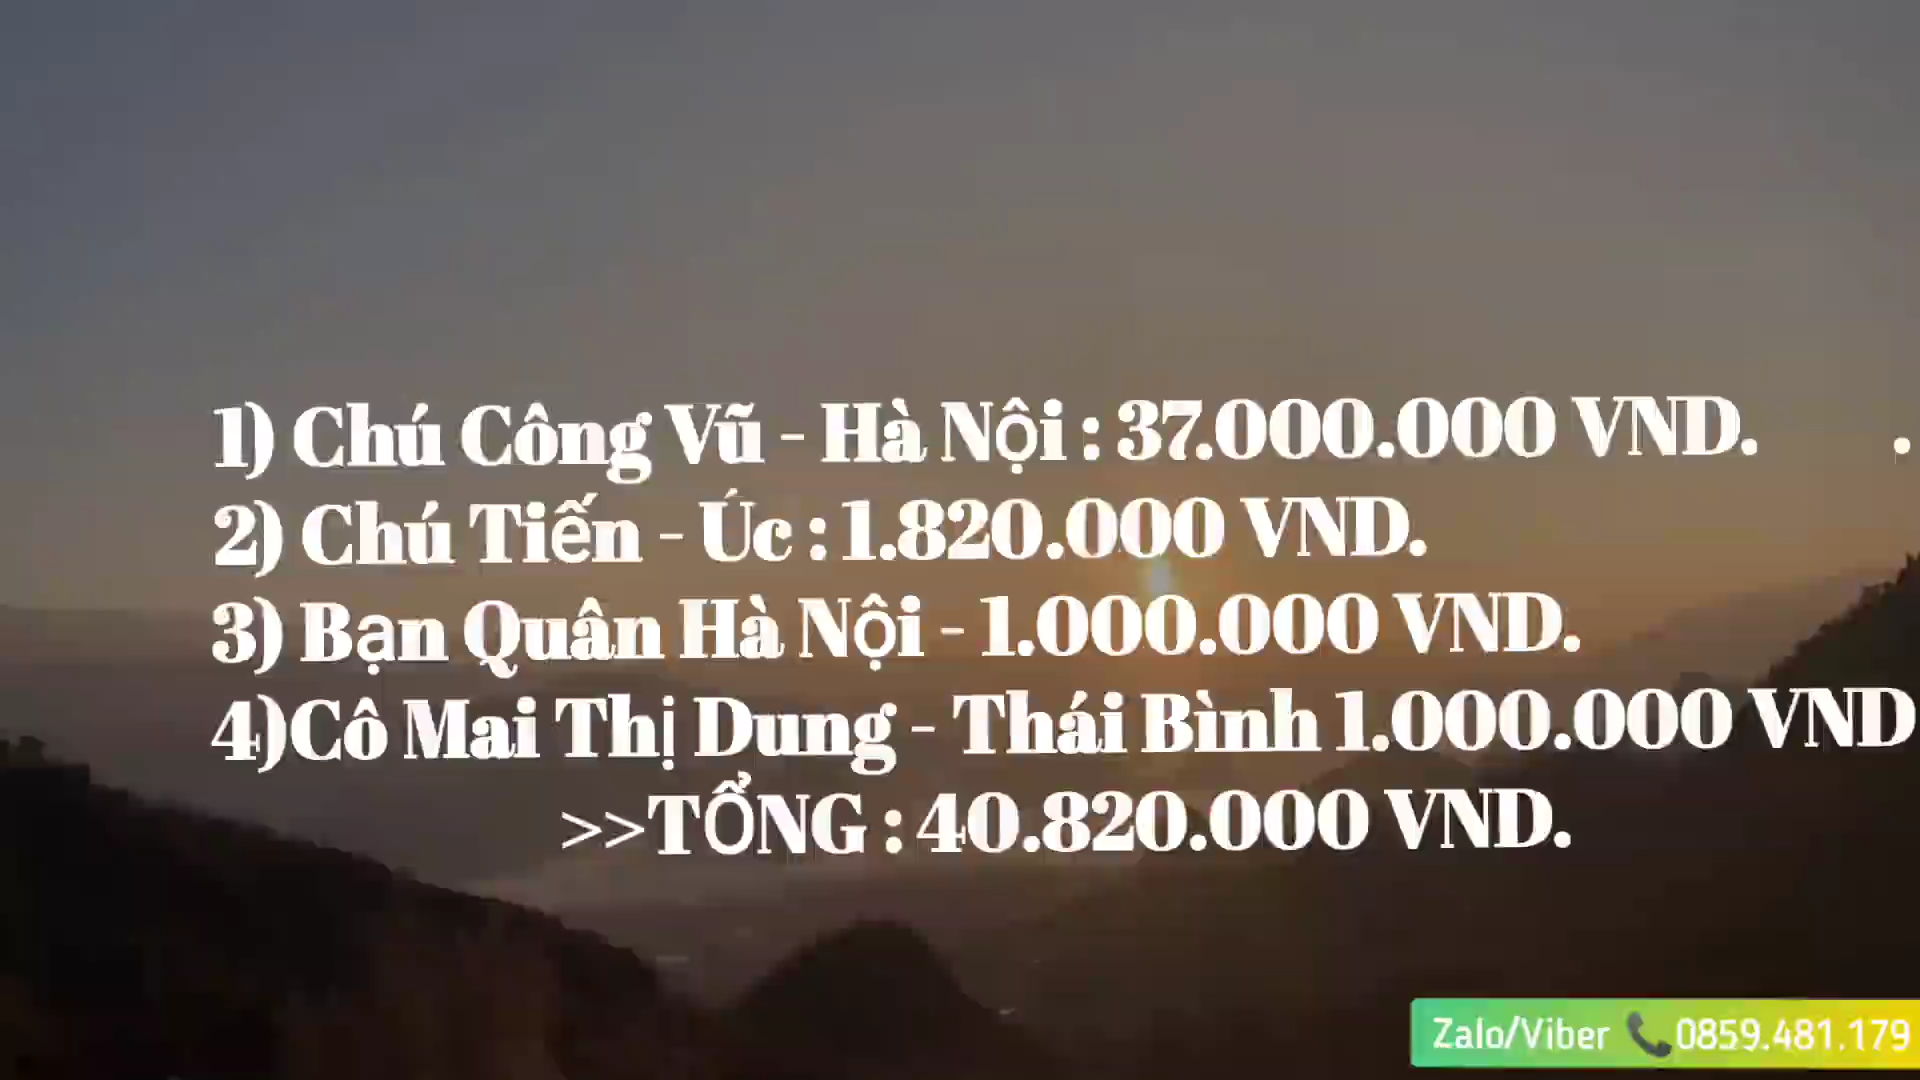 1) Chú Công Vũ - Hà Nội : 37.000.000 VND. .
2) Chú Tiến - Úc : 1.820.000 VND.
3) Bạn Quân Hà Nội - 1.000.000 VND.
4)Cô Mai Thị Dung - Thái Bình 1.000.000 VND
>>TỔNG : 40.820.000 VND.
Zalo/Viber 📞0859.481.179